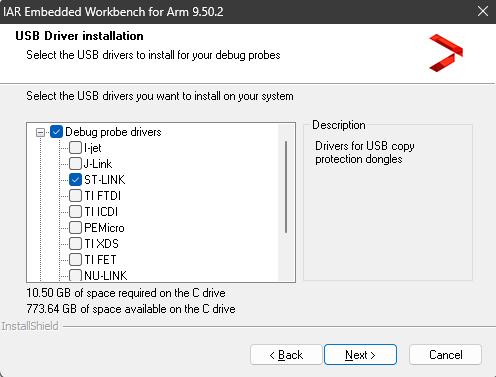 IAR Embedded Workbench for Arm 9.50.2
USB Driver installation
Select the USB drivers to install for your debug probes
Select the USB drivers you want to install on your system
Debug probe drivers
I-jet
J-Link
ST-LINK
TI FTDI
TI ICDI
PEMicro
TI XDS
TI FET
NU-LINK
Description
Drivers for USB copy
protection dongles
10.50 GB of space required on the C drive
773.64 GB of space available on the C drive
InstallShield
< Back
Next >
Cancel